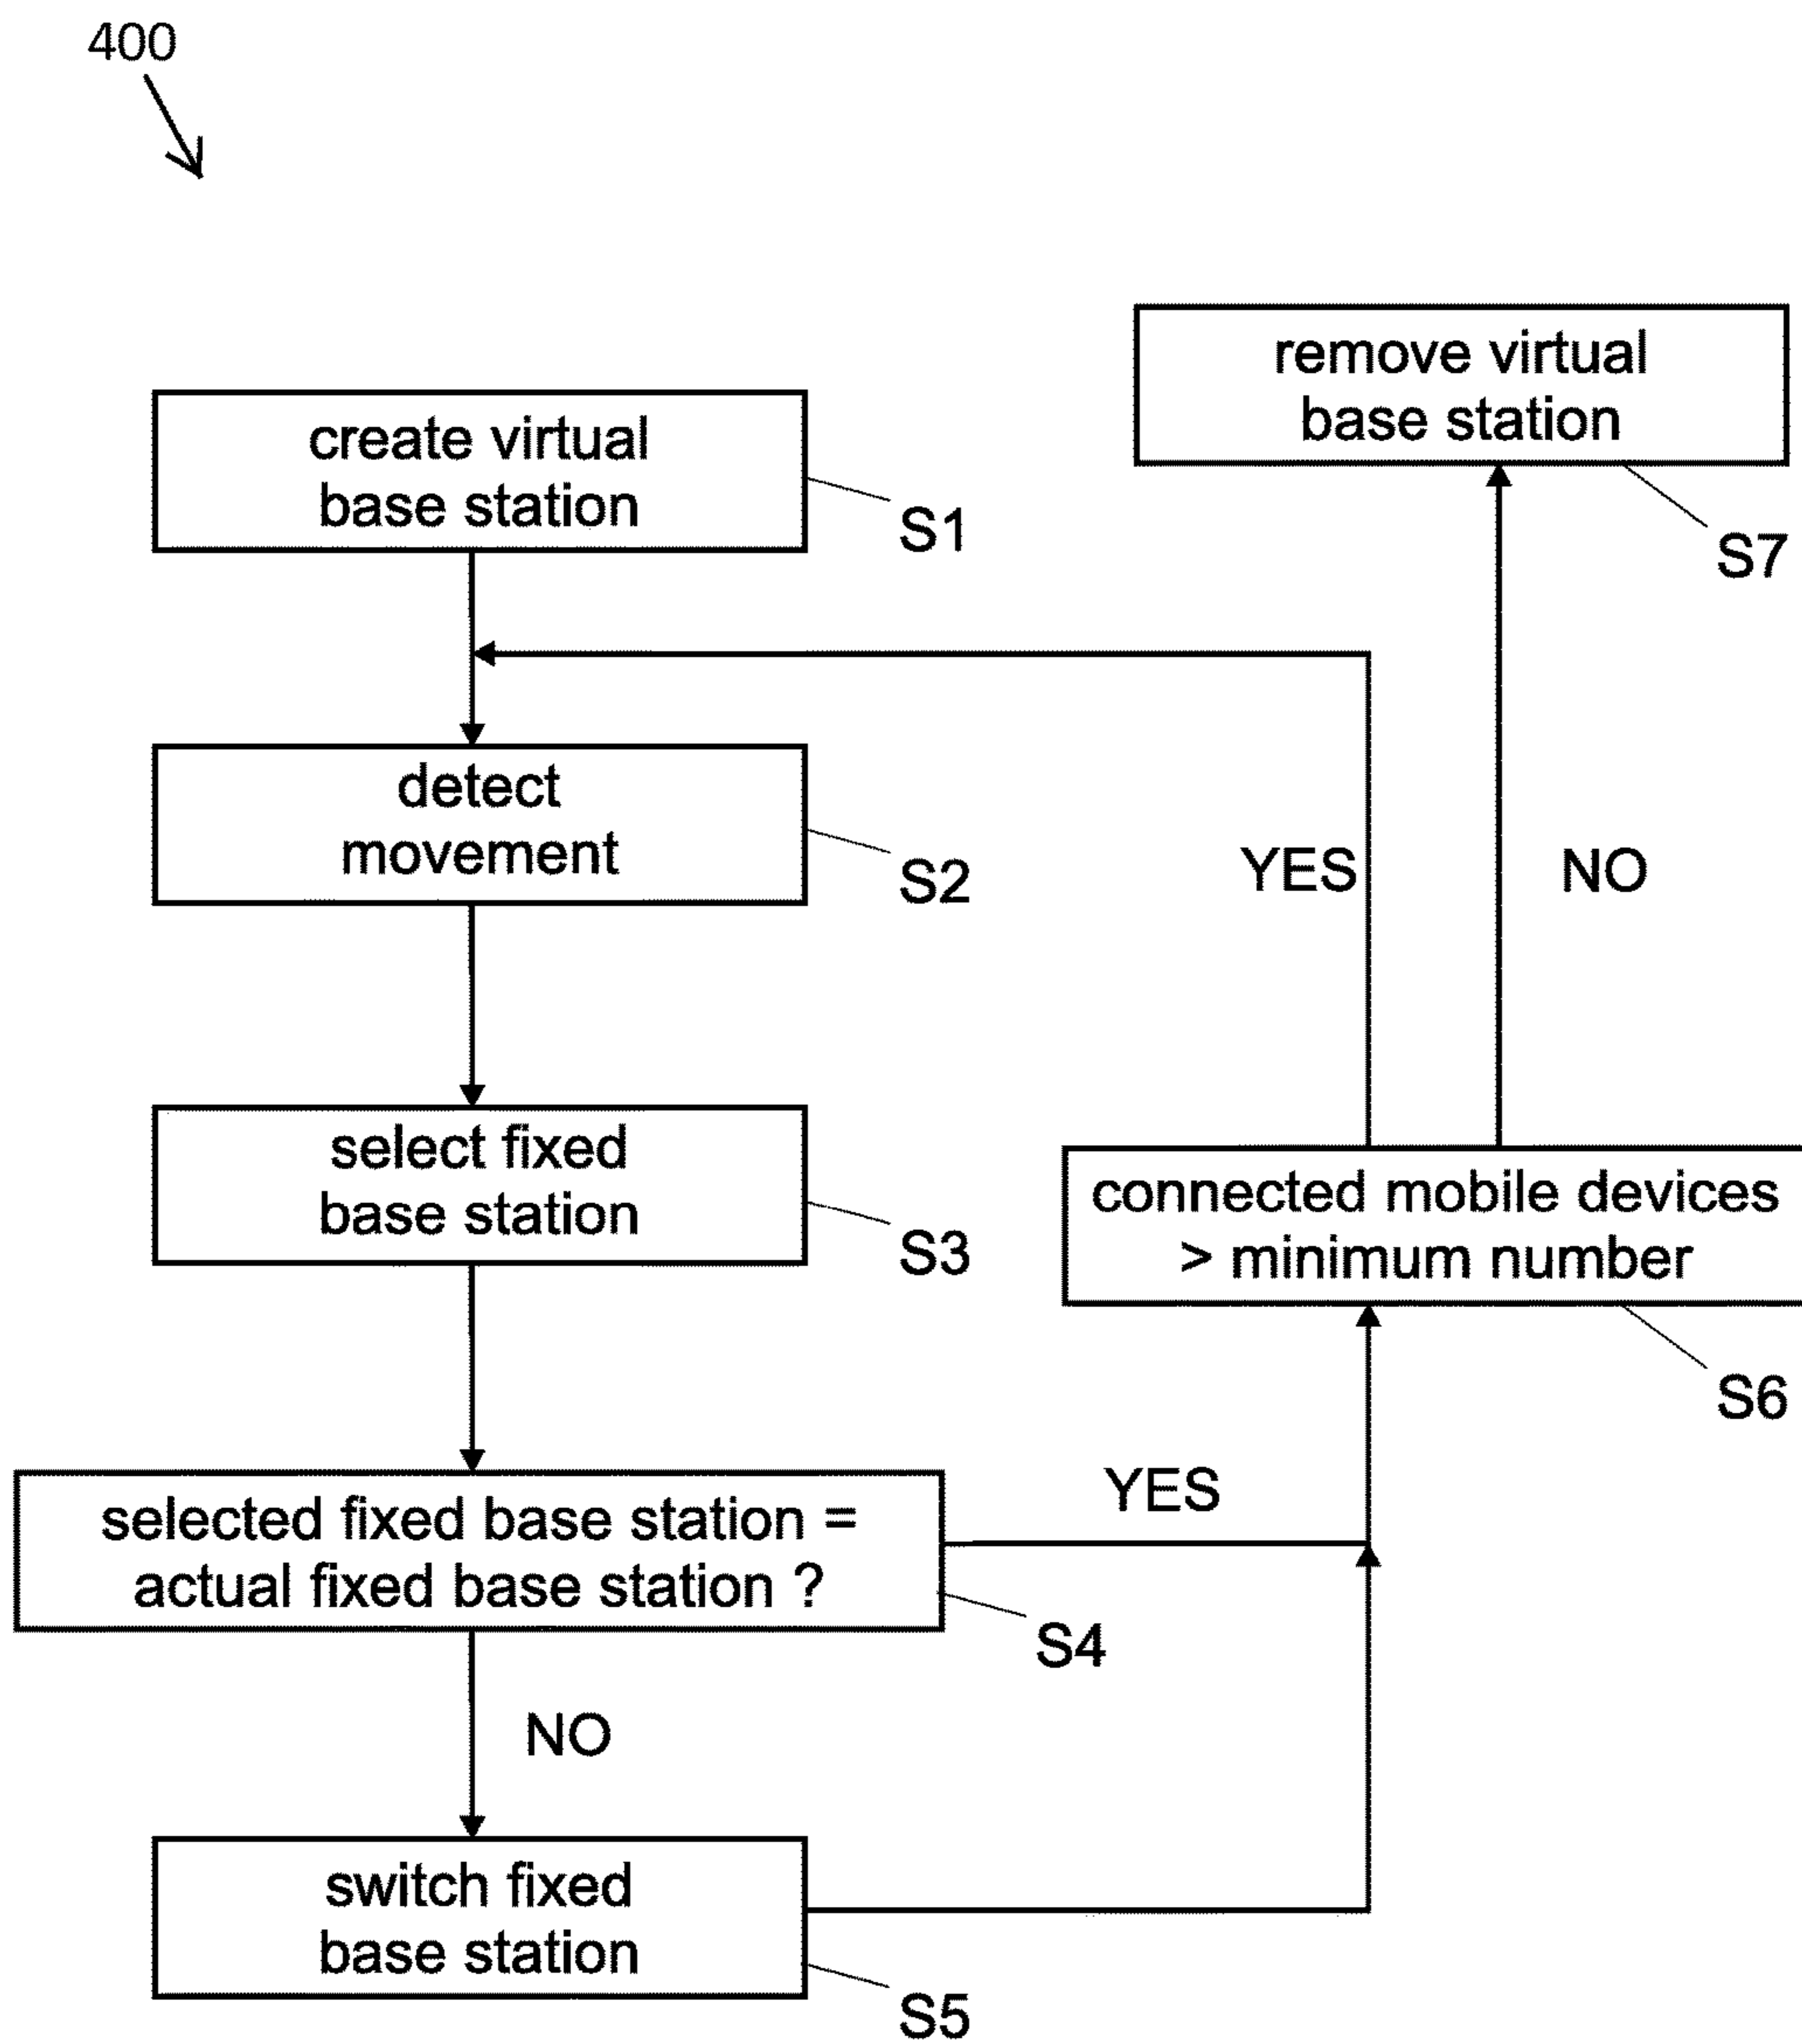 400
create virtual
base station
S1
detect
movement
S2
select fixed
base station
S3
selected fixed base station =
actual fixed base station ?
S4
YES
NO
switch fixed
base station
S5
connected mobile devices
> minimum number
S6
YES
NO
remove virtual
base station
S7